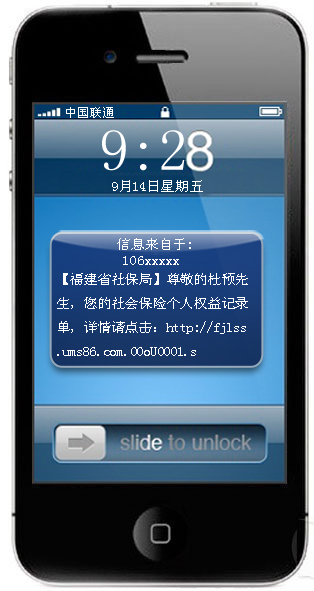 中国联通
9:28
9月14日星期五
信息来自于:
106xxxxx
【福建省社保局】尊敬的杜预先
生，您的社会保险个人权益记录
单，详情请点击：http://fjlss
.ums86.com.OOoU0001.s
slide to unlock